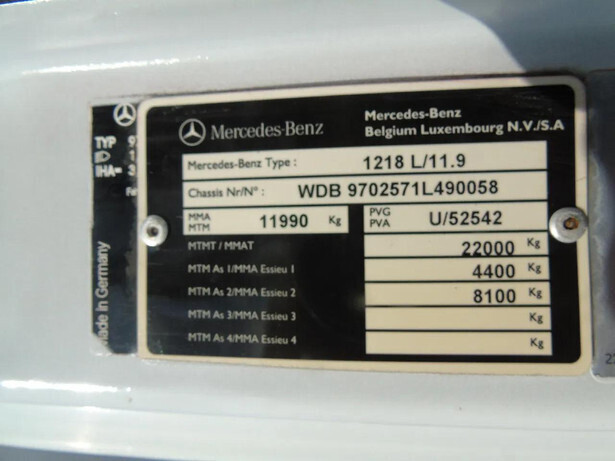 Mercedes-Benz
Mercedes-Benz
Belgium Luxembourg N.V./S.A
Mercedes-Benz Type : 1218 L/11.9
Chassis Nr/N° : WDB 9702571L490058
MMA
MTM 11990 Kg
PVG
PVA U/52542
MTMT / MMAT 22000 Kg
MTM As 1/MMA Essieu 1 4400 Kg
MTM As 2/MMA Essieu 2 8100 Kg
MTM As 3/MMA Essieu 3 Kg
MTM As 4/MMA Essieu 4 Kg
TYP
IHA=
Made in Germany